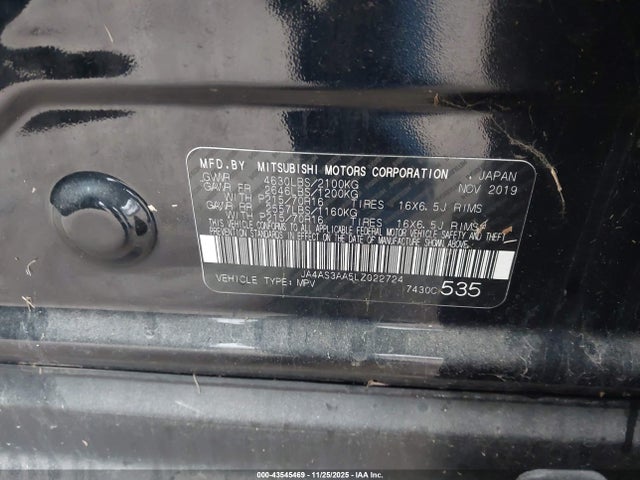 MFD.BY MITSUBISHI MOTORS CORPORATION JAPAN
GVWR 4630LBS/2100KG NOV 2019
GAWR FR 2646LBS/1200KG
WITH P215/70R16 TIRES 16X6.5J RIMS
GAWR RR /1160KG
WITH P215/70R16 TIRES 16X6.5J RIMS
THIS VEHICLE CONFORMS TO ALL APPLICABLE FEDERAL MOTOR VEHICLE SAFETY AND THEFT
PREVENTION STANDARDS IN EFFECT ON THE DATE OF MANUFACTURE SHOWN ABOVE.
JA4AS3AA5LZ022724
VEHICLE TYPE: MPV 7430C 535
000-43545469 - 11/25/2025 - ©IAA Inc.